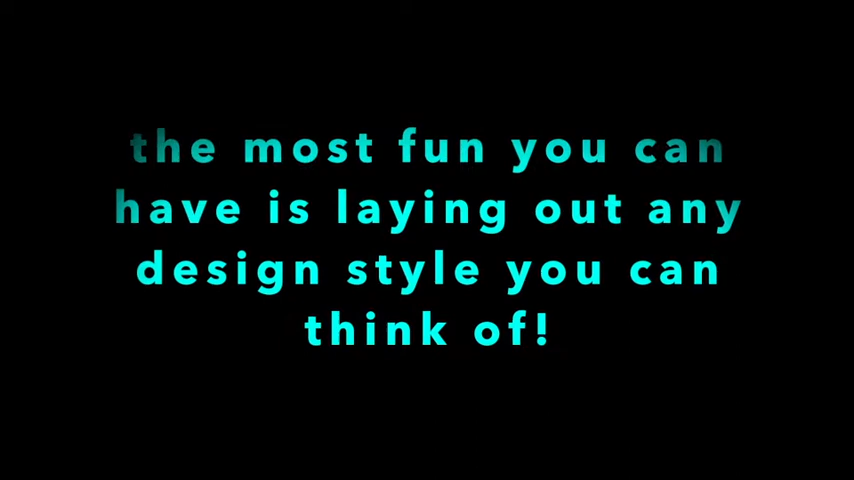 the most fun you can
have is laying out any
design style you can
think of!